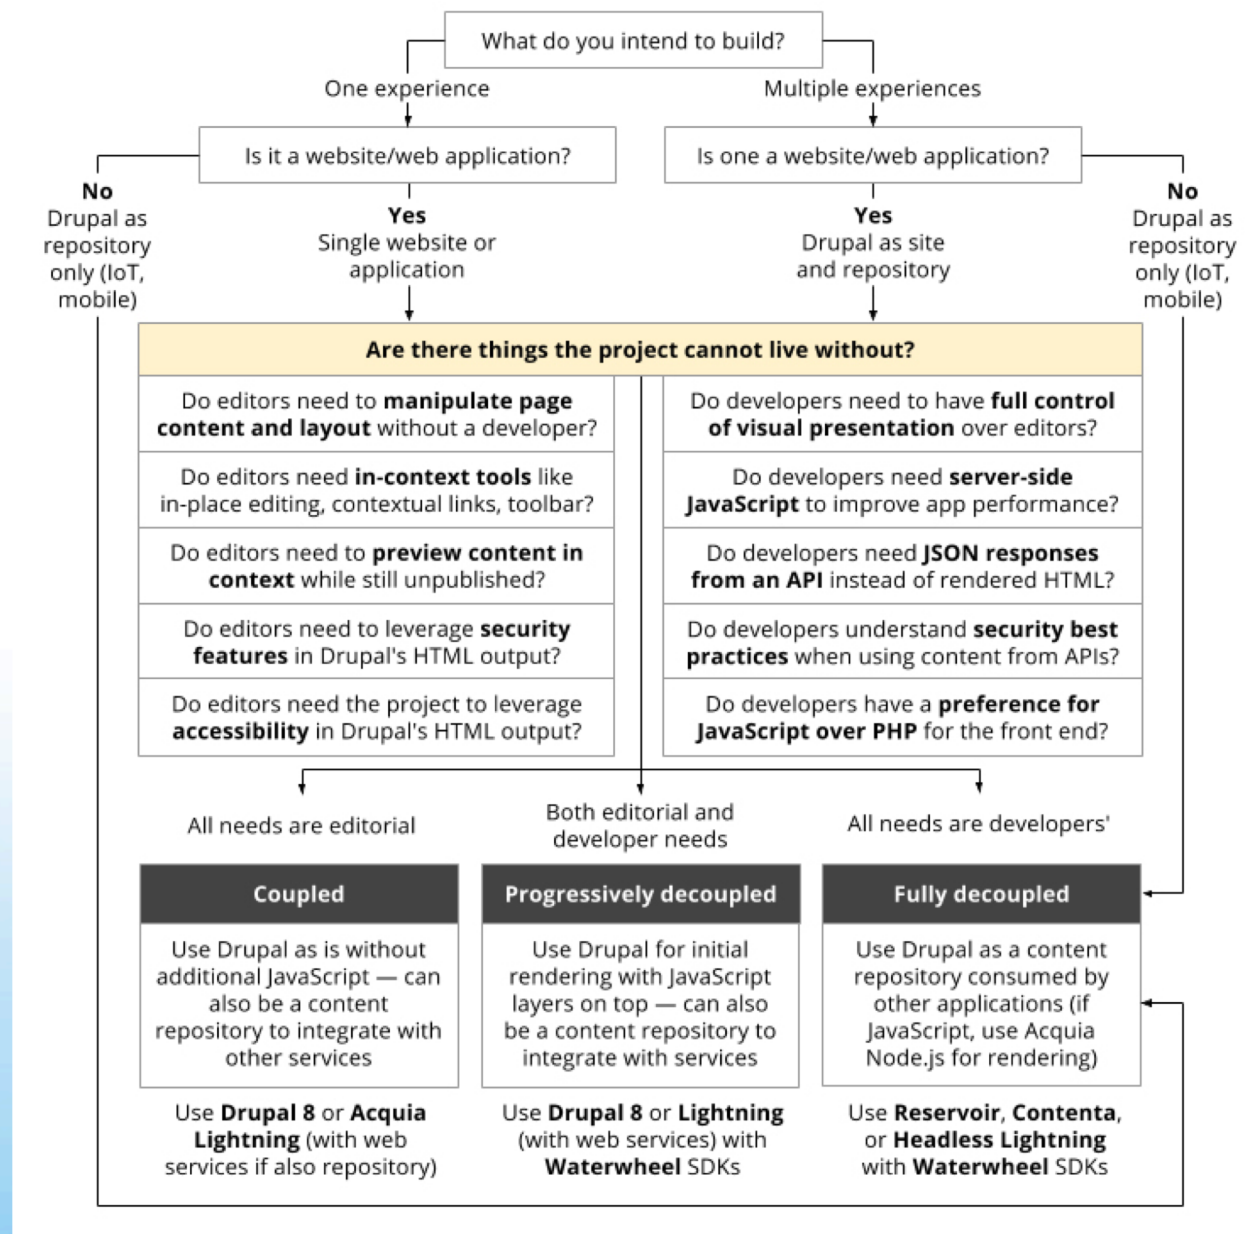 What do you intend to build?
One experience
Multiple experiences
Is it a website/web application?
Is one a website/web application?
No
Drupal as
repository
only (IoT,
mobile)
Yes
Single website or
application
Yes
Drupal as site
and repository
No
Drupal as
repository
only (IoT,
mobile)
Are there things the project cannot live without?
Do editors need to manipulate page
content and layout without a developer?
Do editors need in-context tools like
in-place editing, contextual links, toolbar?
Do editors need to preview content in
context while still unpublished?
Do editors need to leverage security
features in Drupal's HTML output?
Do editors need the project to leverage
accessibility in Drupal's HTML output?
Do developers need to have full control
of visual presentation over editors?
Do developers need server-side
JavaScript to improve app performance?
Do developers need JSON responses
from an API instead of rendered HTML?
Do developers understand security best
practices when using content from APIs?
Do developers have a preference for
JavaScript over PHP for the front end?
All needs are editorial
Both editorial and
developer needs
All needs are developers'
Coupled
Use Drupal as is without
additional JavaScript — can
also be a content
repository to integrate with
other services
Use Drupal 8 or Acquia
Lightning (with web
services if also repository)
Progressively decoupled
Use Drupal for initial
rendering with JavaScript
layers on top — can also
be a content repository to
integrate with services
Use Drupal 8 or Lightning
(with web services) with
Waterwheel SDKs
Fully decoupled
Use Drupal as a content
repository consumed by
other applications (if
JavaScript, use Acquia
Node.js for rendering)
Use Reservoir, Contenta,
or Headless Lightning
with Waterwheel SDKs